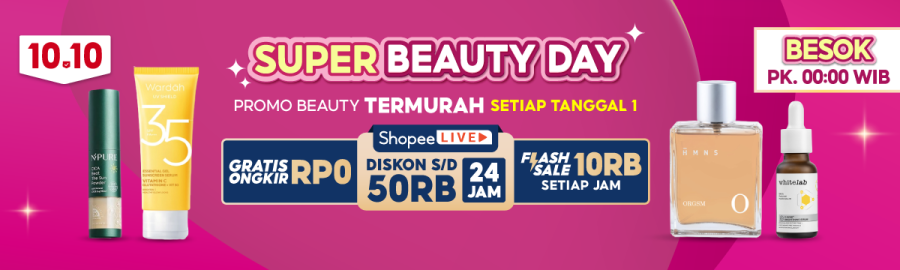 10.10
SUPER BEAUTY DAY
PROMO BEAUTY TERMURAH SETIAP TANGGAL 1
BESOK
PK. 00:00 WIB
Shopee LIVE
GRATIS ONGKIR RP0
DISKON S/D
50RB
24 JAM
FLASH SALE 10RB
SETIAP JAM
N'PURE
Wardah
35
HMNS
ORGSM
O
whitelab